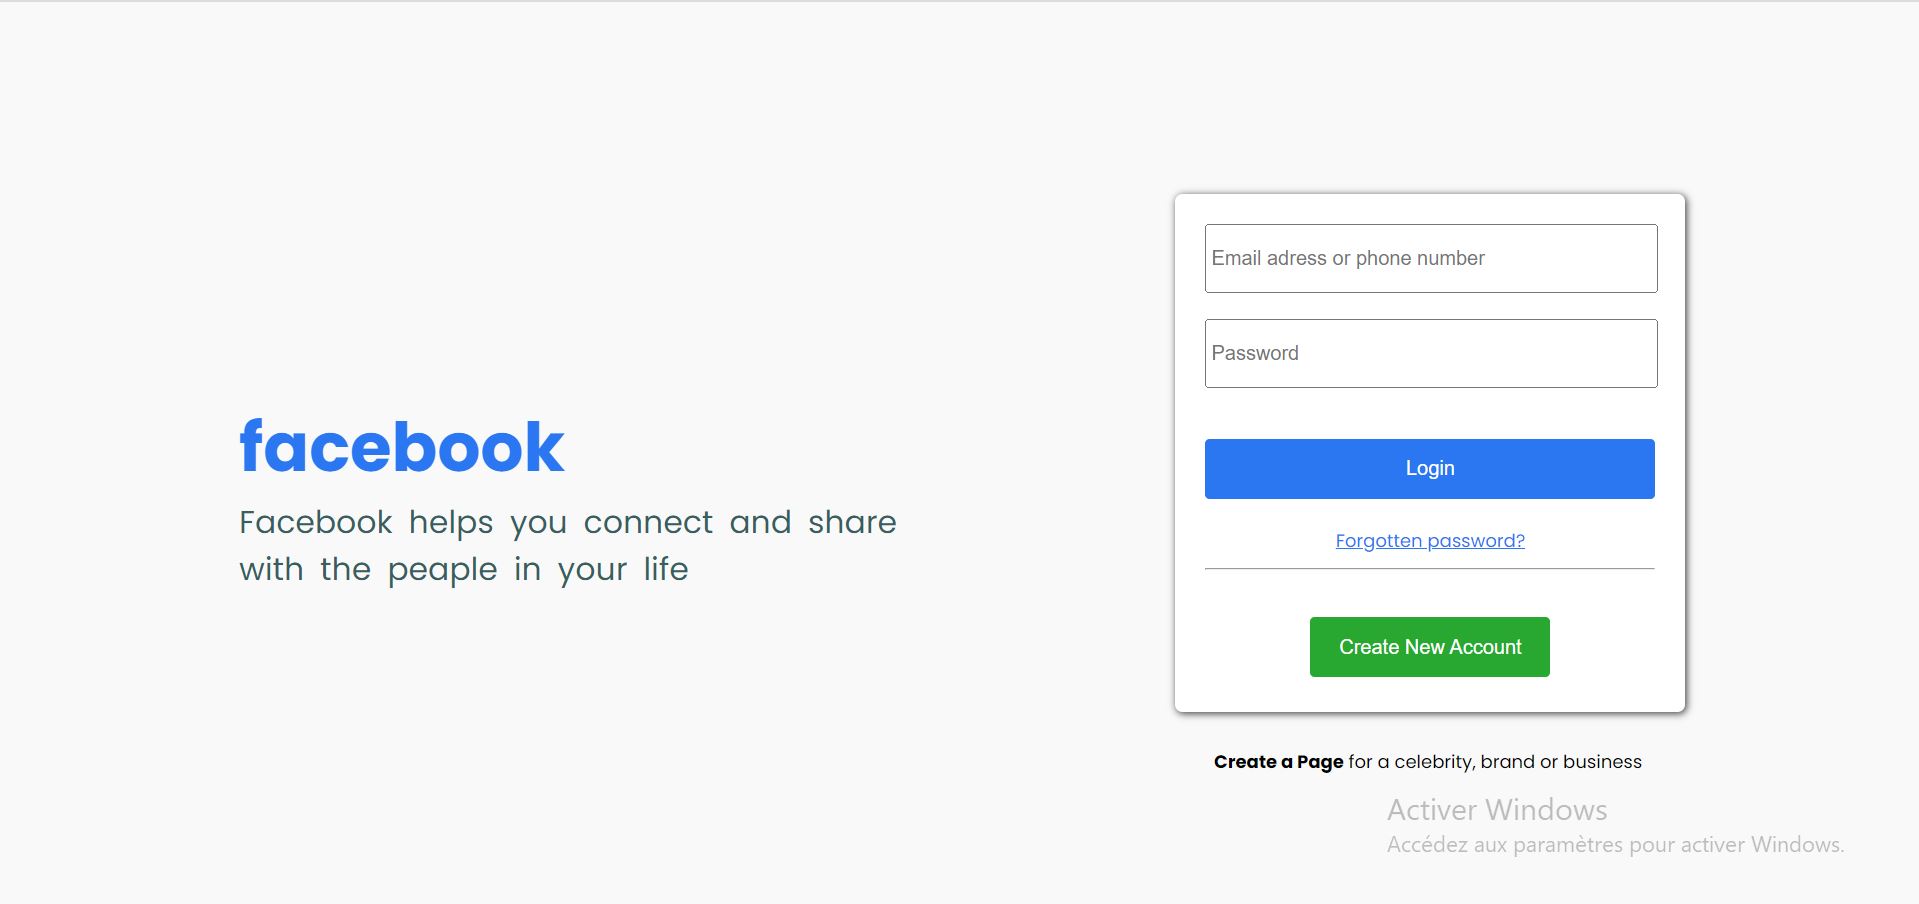 facebook
Facebook helps you connect and share
with the peaple in your life
Email adress or phone number
Password
Login
Forgotten password?
Create New Account
Create a Page for a celebrity, brand or business
Activer Windows
Accédez aux paramètres pour activer Windows.